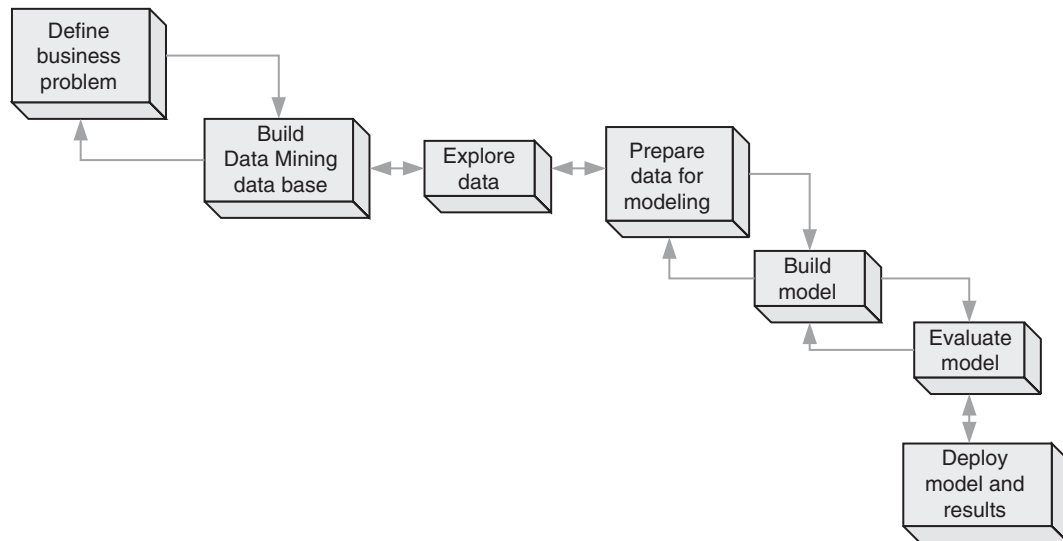 Define
business
problem
Build
Data Mining
data base
Explore
data
Prepare
data for
modeling
Build
model
Evaluate
model
Deploy
model and
results